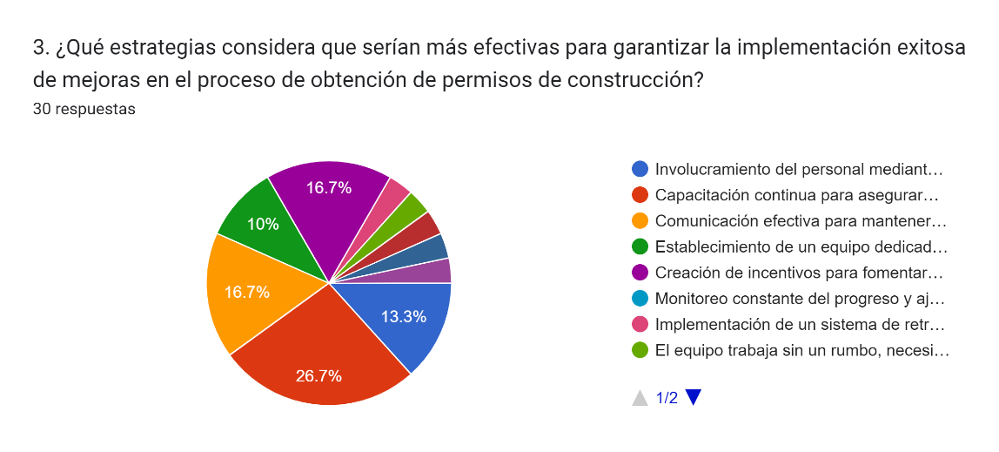 3. ¿Qué estrategias considera que serían más efectivas para garantizar la implementación exitosa
de mejoras en el proceso de obtención de permisos de construcción?
30 respuestas
16.7%
10%
16.7%
13.3%
26.7%
Involucramiento del personal mediant…
Capacitación continua para asegurar…
Comunicación efectiva para mantener…
Establecimiento de un equipo dedicad…
Creación de incentivos para fomentar…
Monitoreo constante del progreso y aj…
Implementación de un sistema de retr…
El equipo trabaja sin un rumbo, necesi…
1/2